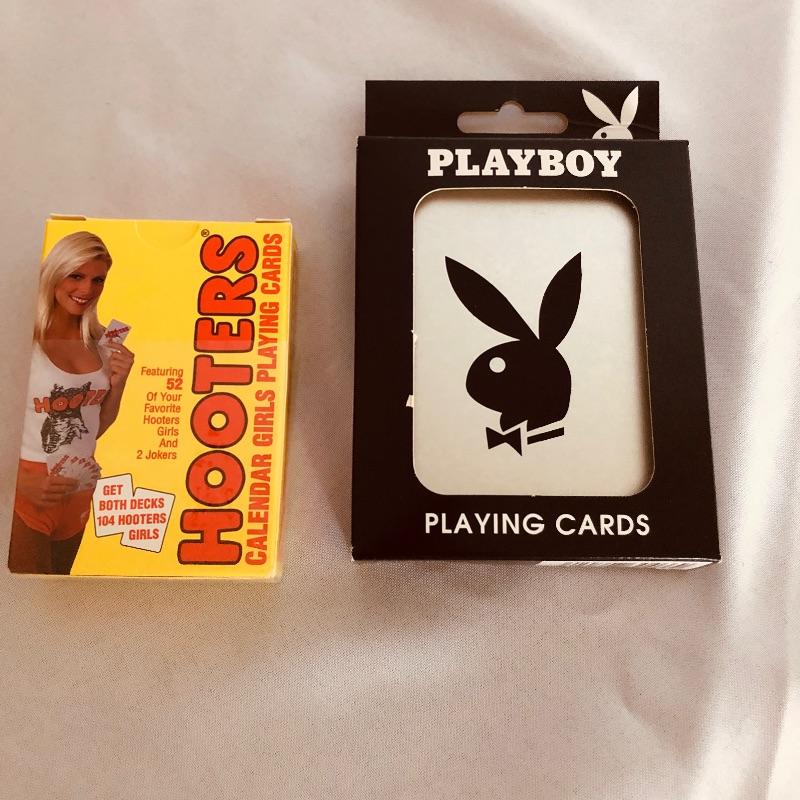 HOOTERS®
CALENDAR GIRLS PLAYING CARDS
Featuring
52
Of Your
Favorite
Hooters
Girls
And
2 Jokers
GET
BOTH DECKS
104 HOOTERS
GIRLS
HOOTERS
PLAYBOY
PLAYING CARDS